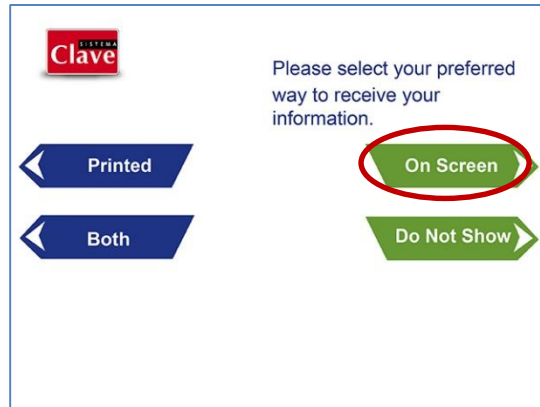 SISTEMA
Clave
Please select your preferred
way to receive your
information.
Printed
On Screen
Both
Do Not Show